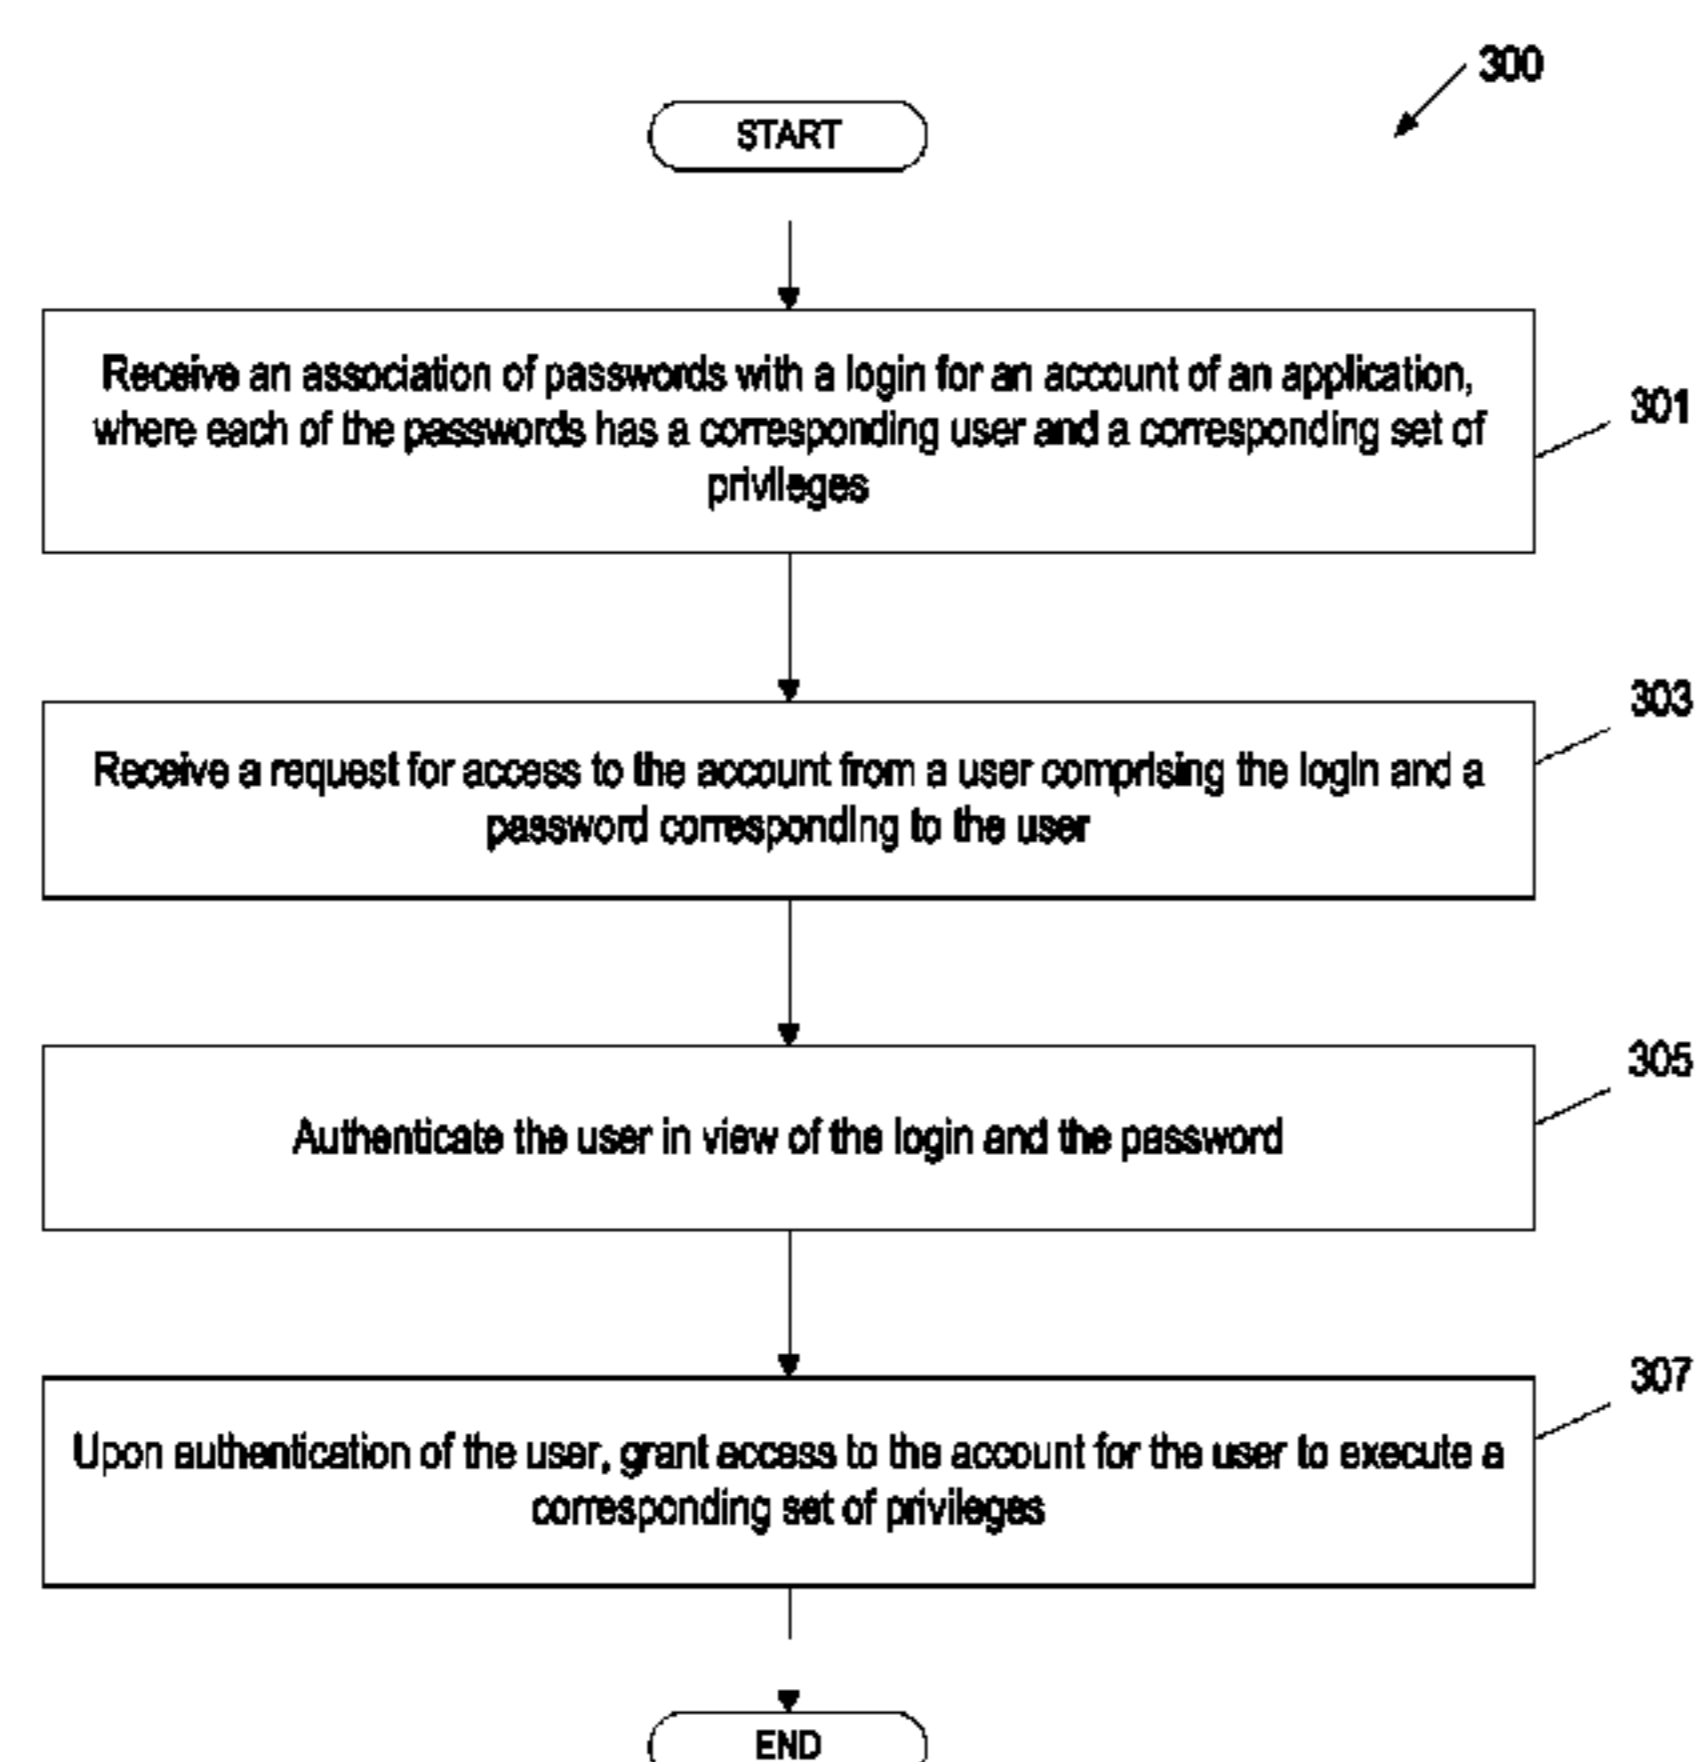 300
START
Receive an association of passwords with a login for an account of an application,
where each of the passwords has a corresponding user and a corresponding set of
privileges
301
303
Receive a request for access to the account from a user comprising the login and a
password corresponding to the user
305
Authenticate the user in view of the login and the password
307
Upon authentication of the user, grant access to the account for the user to execute a
corresponding set of privileges
END